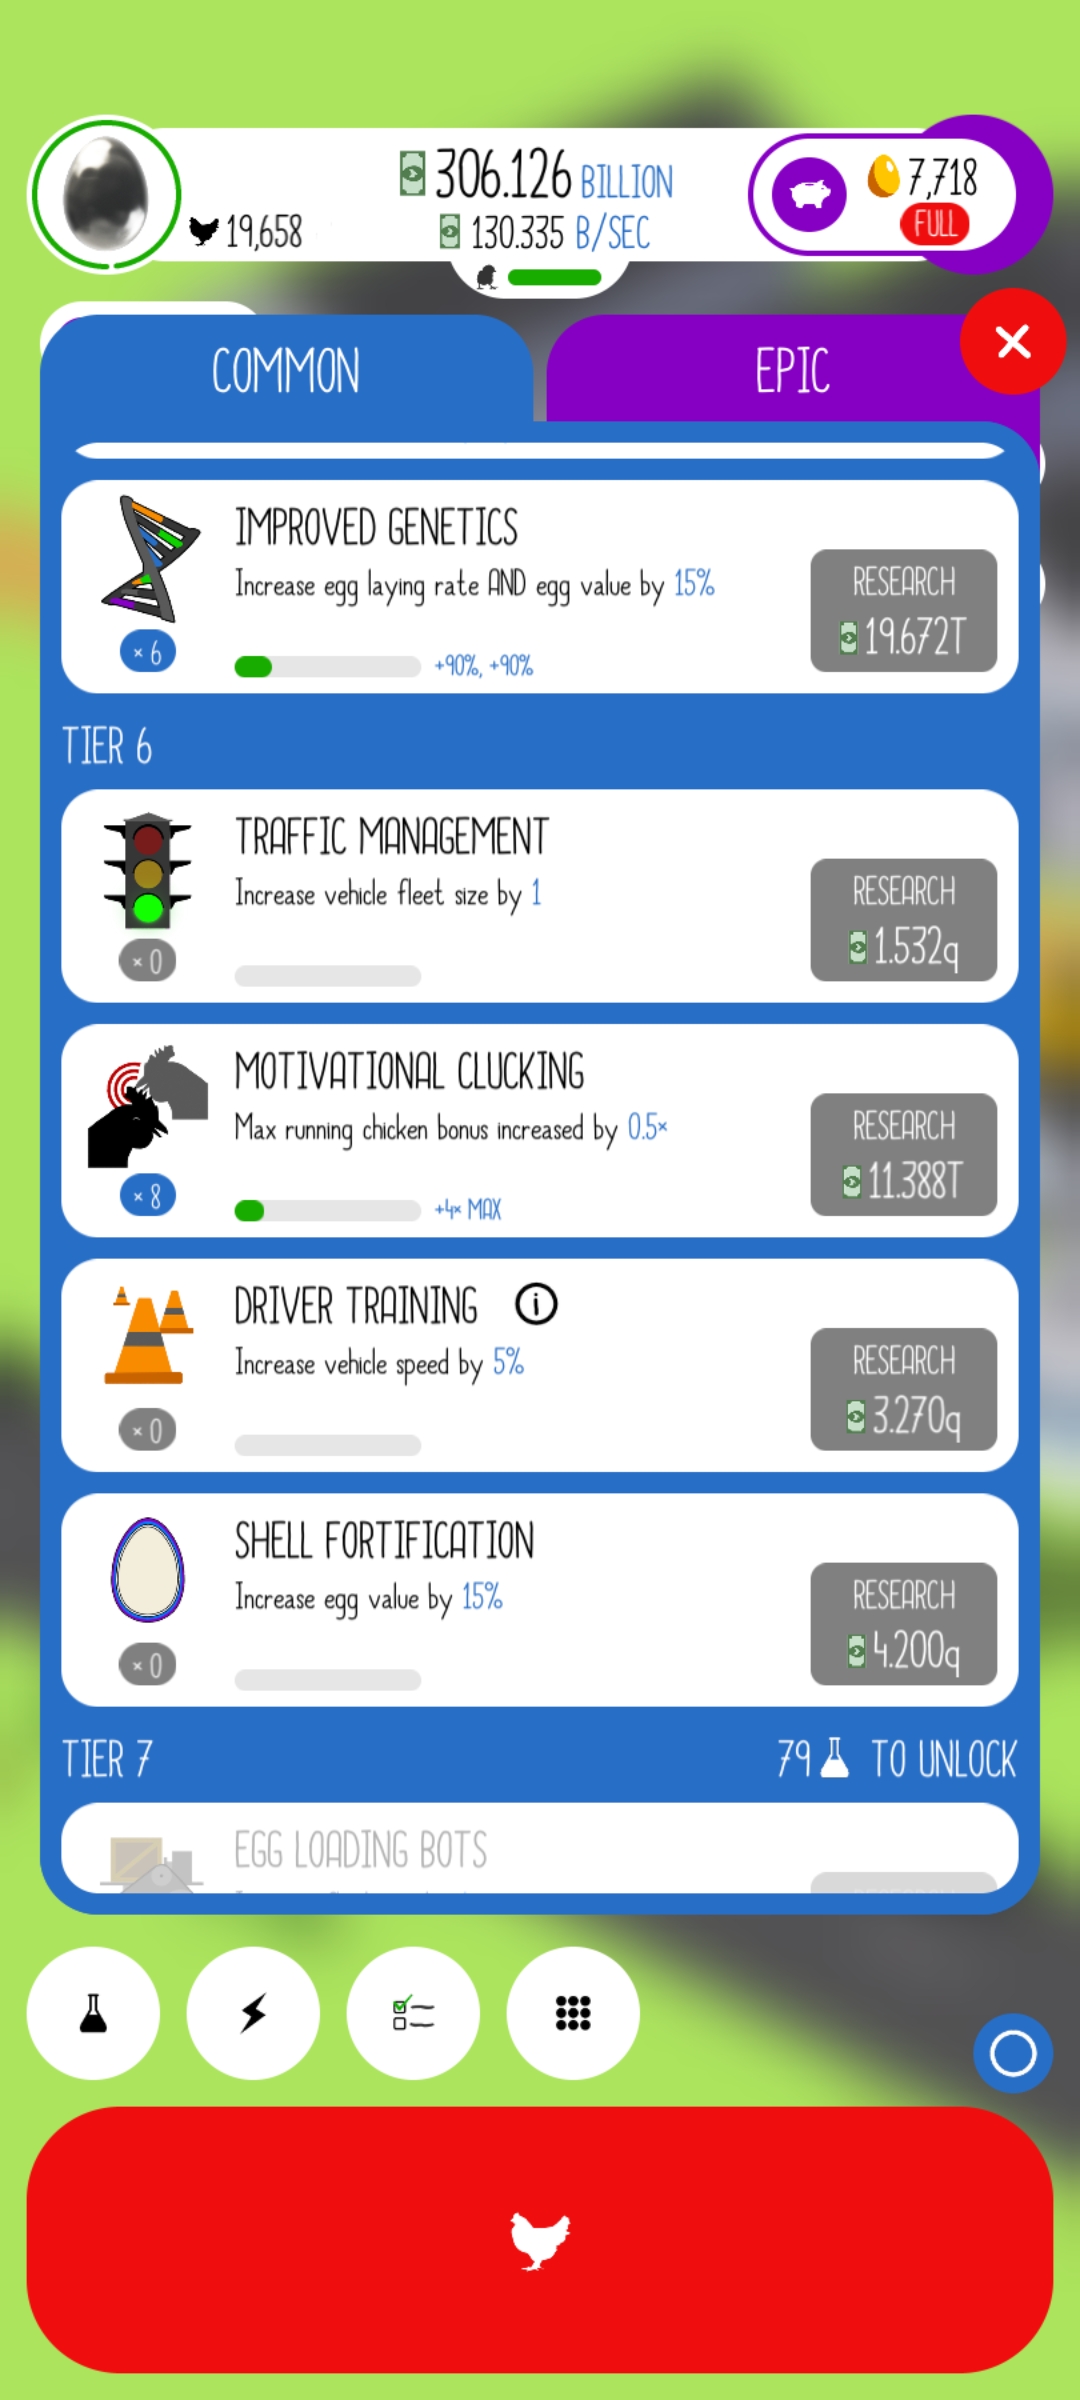 306.126 BILLION
7,718
19,658
130.335 B/SEC
FULL
COMMON
EPIC
IMPROVED GENETICS
Increase egg laying rate AND egg value by 15%
RESEARCH
19.672T
× 6
+90%, +90%
TIER 6
TRAFFIC MANAGEMENT
Increase vehicle fleet size by 1
RESEARCH
1.532q
× 0
MOTIVATIONAL CLUCKING
Max running chicken bonus increased by 0.5×
RESEARCH
11.388T
× 8
+4× MAX
DRIVER TRAINING
Increase vehicle speed by 5%
RESEARCH
3.270q
× 0
SHELL FORTIFICATION
Increase egg value by 15%
RESEARCH
4.200q
× 0
TIER 7
79 TO UNLOCK
EGG LOADING BOTS